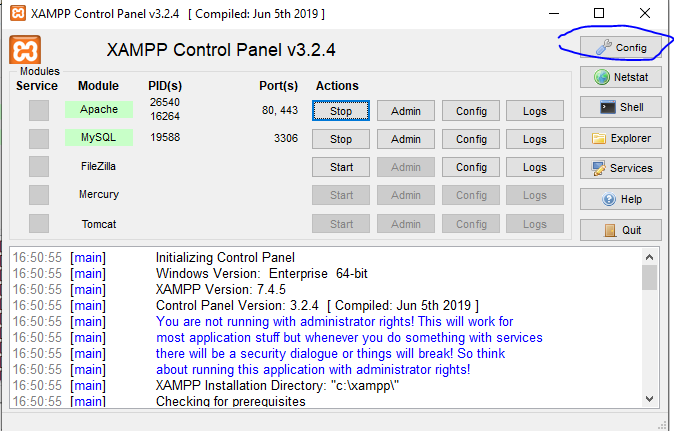 XAMPP Control Panel v3.2.4   [ Compiled: Jun 5th 2019 ]
XAMPP Control Panel v3.2.4
Config
Modules
Service Module PID(s) Port(s) Actions
Netstat
Apache 26540 16264 80, 443 Stop Admin Config Logs
Shell
MySQL 19588 3306 Stop Admin Config Logs
Explorer
FileZilla Start Admin Config Logs
Services
Mercury Start Admin Config Logs
Help
Tomcat Start Admin Config Logs
Quit
16:50:55 [main] Initializing Control Panel
16:50:55 [main] Windows Version: Enterprise 64-bit
16:50:55 [main] XAMPP Version: 7.4.5
16:50:55 [main] Control Panel Version: 3.2.4 [ Compiled: Jun 5th 2019 ]
16:50:55 [main] You are not running with administrator rights! This will work for
16:50:55 [main] most application stuff but whenever you do something with services
16:50:55 [main] there will be a security dialogue or things will break! So think
16:50:55 [main] about running this application with administrator rights!
16:50:55 [main] XAMPP Installation Directory: "c:\xampp\"
16:50:55 [main] Checking for prerequisites